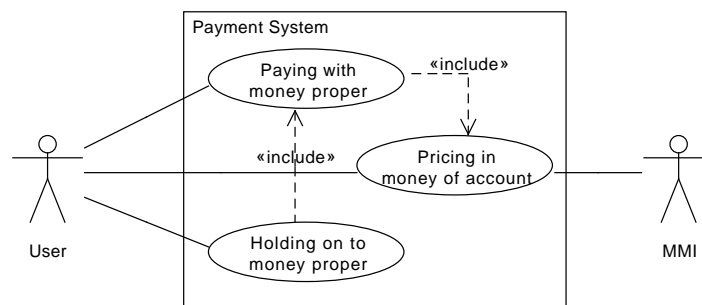 Payment System
Paying with
money proper
«include»
«include»
Pricing in
money of account
User
Holding on to
money proper
MMI